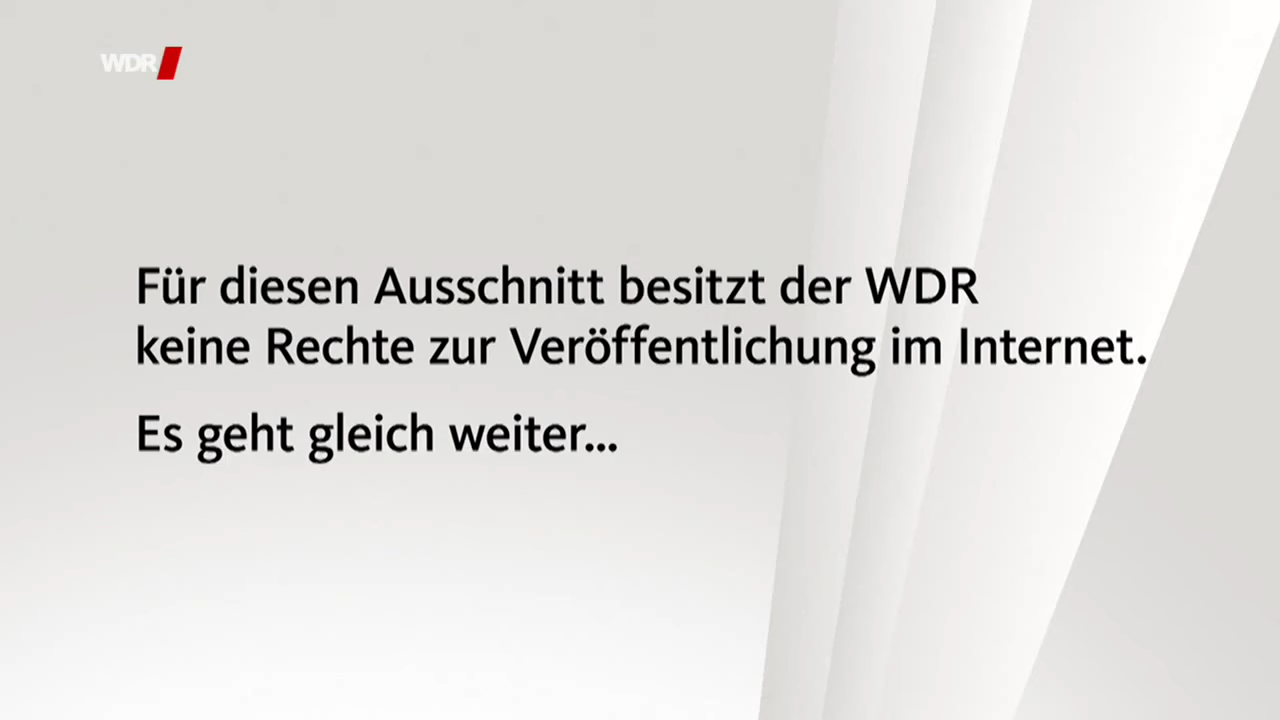 WDR
Für diesen Ausschnitt besitzt der WDR
keine Rechte zur Veröffentlichung im Internet.
Es geht gleich weiter...